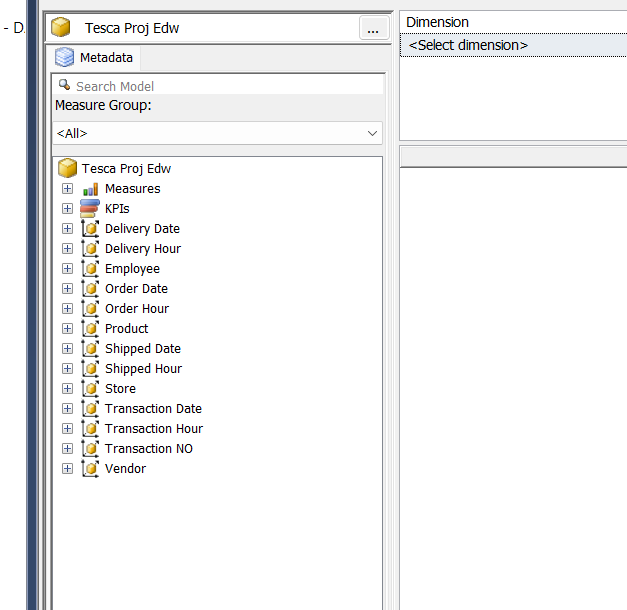 - D
Tesca Proj Edw
...
Metadata
Search Model
Measure Group:
<All>
Tesca Proj Edw
Measures
KPIs
Delivery Date
Delivery Hour
Employee
Order Date
Order Hour
Product
Shipped Date
Shipped Hour
Store
Transaction Date
Transaction Hour
Transaction NO
Vendor
Dimension
<Select dimension>